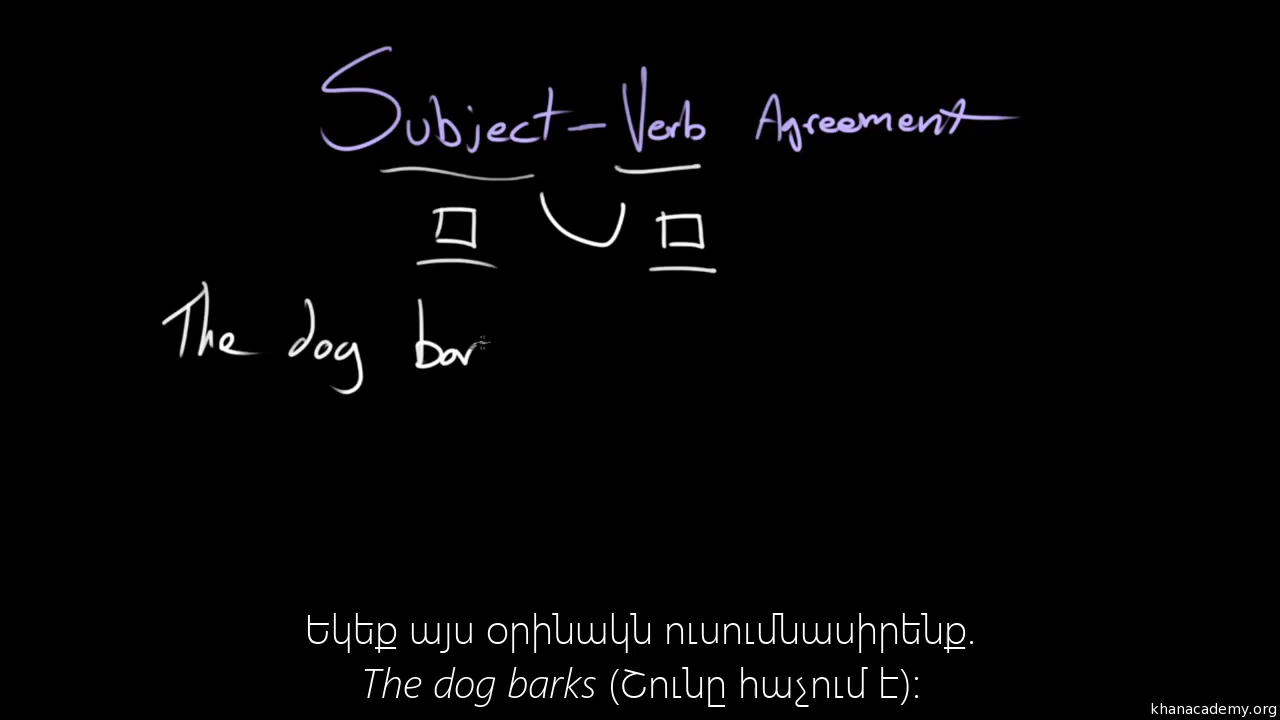 Subject-Verb Agreement
The dog bar
Եկեք այս օրինակն ուսումնասիրենք.
The dog barks (Շունը հաչում է):
khanacademy.org